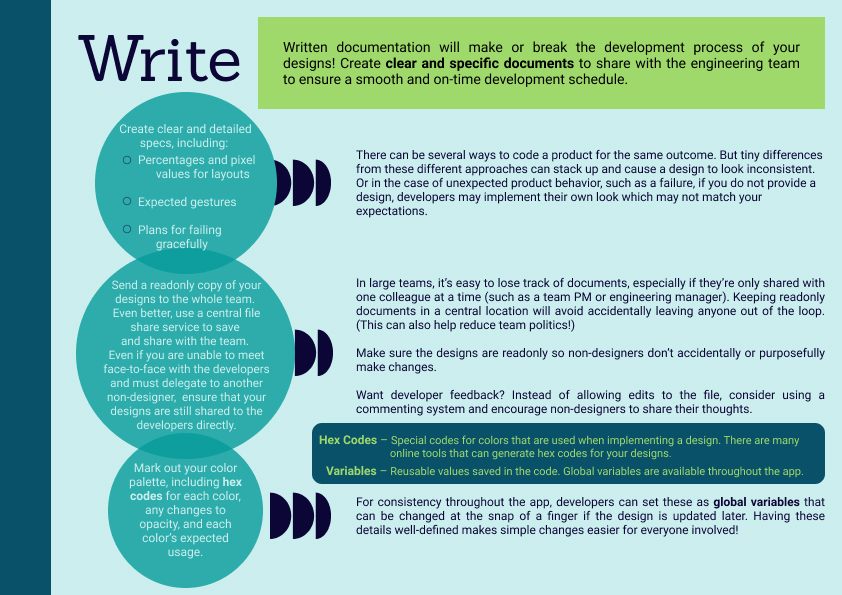 Write
Written documentation will make or break the development process of your
designs! Create clear and specific documents to share with the engineering team
to ensure a smooth and on-time development schedule.
Create clear and detailed
specs, including:
Percentages and pixel
values for layouts
Expected gestures
Plans for failing
gracefully
There can be several ways to code a product for the same outcome. But tiny differences
from these different approaches can stack up and cause a design to look inconsistent.
Or in the case of unexpected product behavior, such as a failure, if you do not provide a
design, developers may implement their own look which may not match your
expectations.
Send a readonly copy of your
designs to the whole team.
Even better, use a central file
share service to save
and share with the team.
Even if you are unable to meet
face-to-face with the developers
and must delegate to another
non-designer, ensure that your
designs are still shared to the
developers directly.
In large teams, it's easy to lose track of documents, especially if they're only shared with
one colleague at a time (such as a team PM or engineering manager). Keeping readonly
documents in a central location will avoid accidentally leaving anyone out of the loop.
(This can also help reduce team politics!)
Make sure the designs are readonly so non-designers don't accidentally or purposefully
make changes.
Want developer feedback? Instead of allowing edits to the file, consider using a
commenting system and encourage non-designers to share their thoughts.
Hex Codes – Special codes for colors that are used when implementing a design. There are many
online tools that can generate hex codes for your designs.
Variables – Reusable values saved in the code. Global variables are available throughout the app.
Mark out your color
palette, including hex
codes for each color,
any changes to
opacity, and each
color's expected
usage.
For consistency throughout the app, developers can set these as global variables that
can be changed at the snap of a finger if the design is updated later. Having these
details well-defined makes simple changes easier for everyone involved!